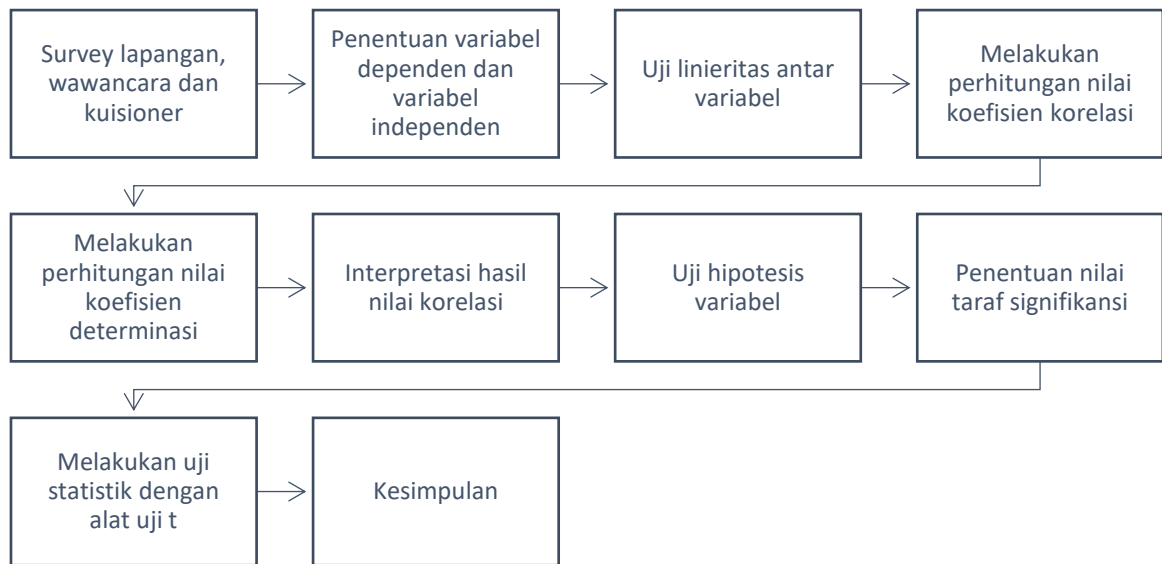 Survey lapangan,
wawancara dan
kuisioner
Penentuan variabel
dependen dan
variabel
independen
Uji linieritas antar
variabel
Melakukan
perhitungan nilai
koefisien korelasi
Melakukan
perhitungan nilai
koefisien
determinasi
Interpretasi hasil
nilai korelasi
Uji hipotesis
variabel
Penentuan nilai
taraf signifikansi
Melakukan uji
statistik dengan
alat uji t
Kesimpulan